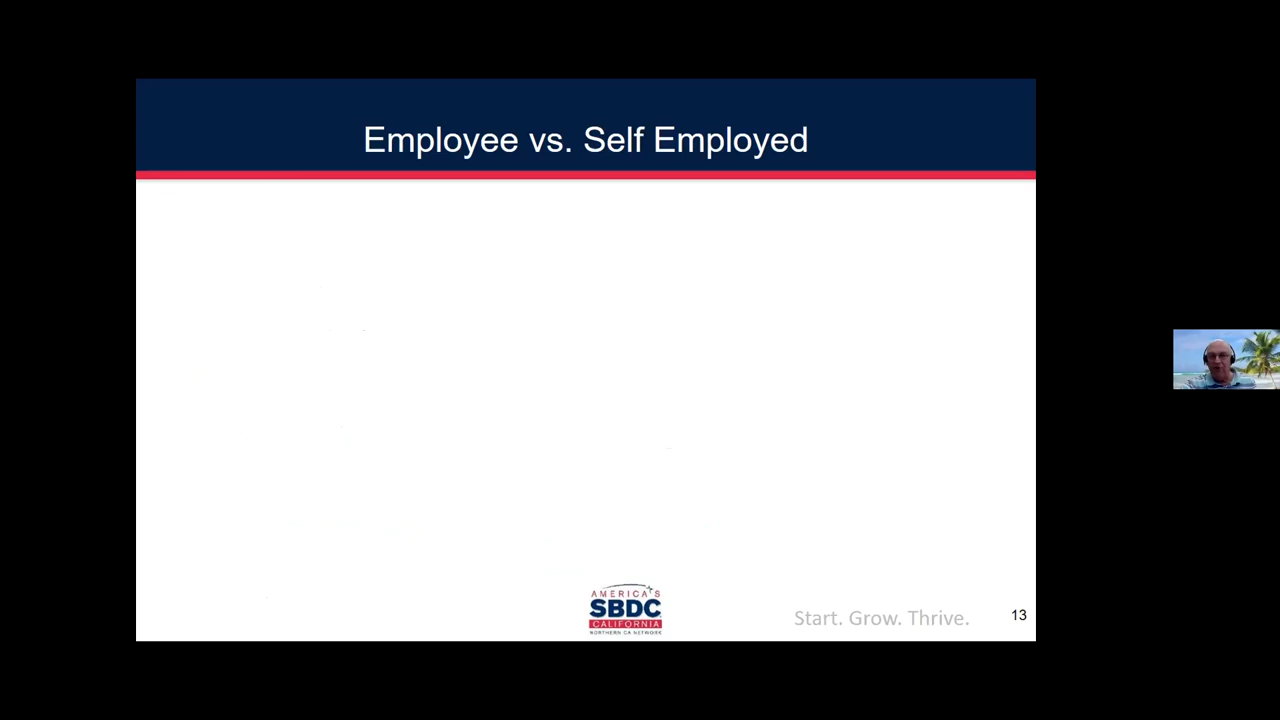 Employee vs. Self Employed
AMERICA'S
SBDC
CALIFORNIA
NORTHERN CA NETWORK
Start. Grow. Thrive.
13